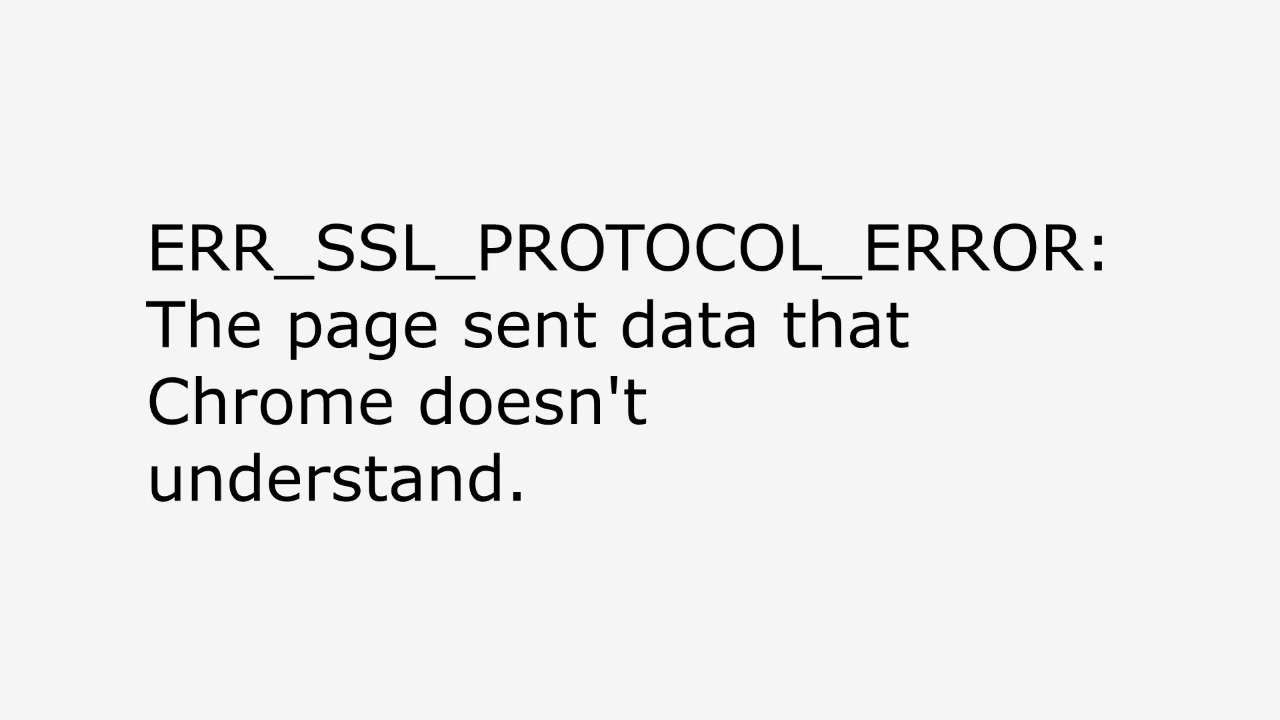 ERR_SSL_PROTOCOL_ERROR:
The page sent data that
Chrome doesn't
understand.